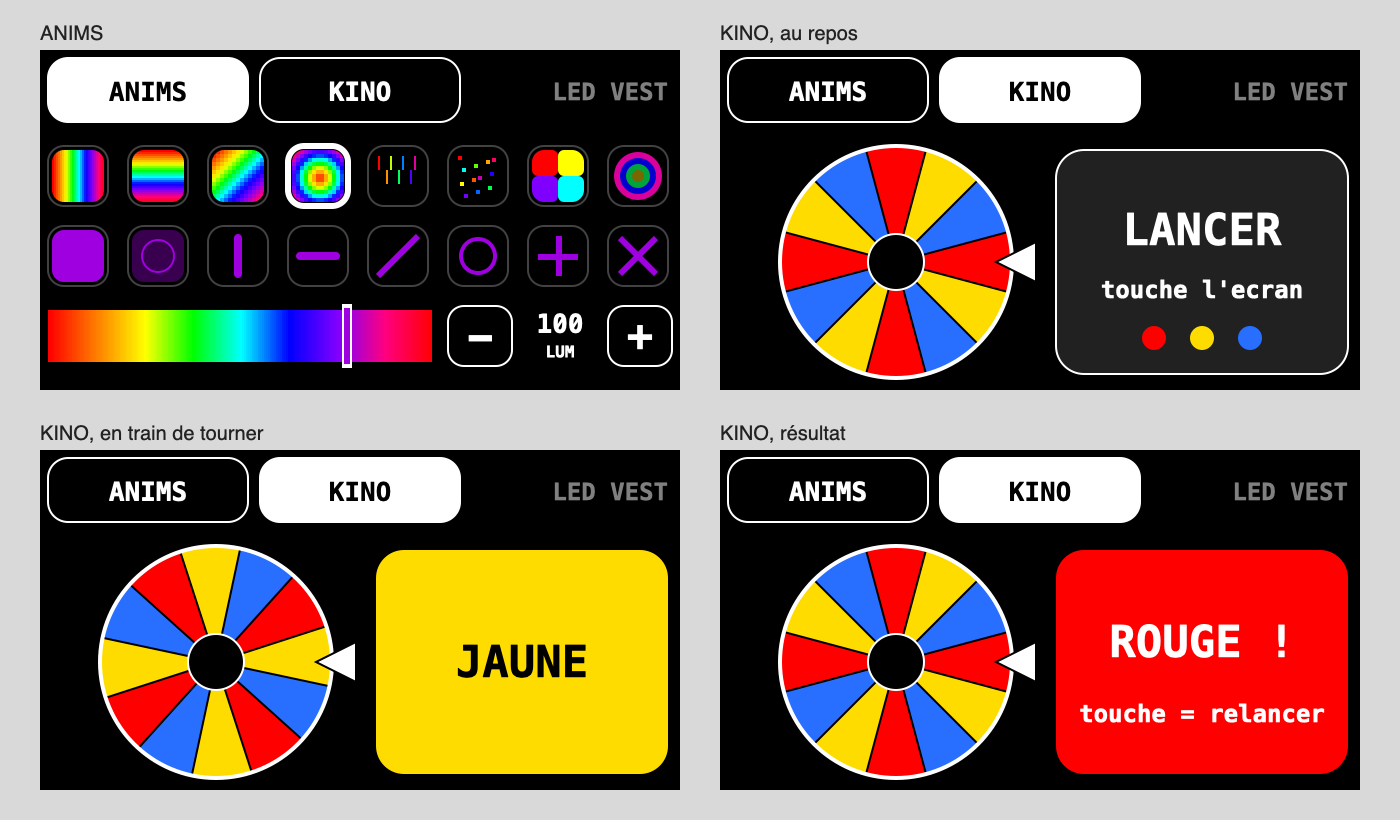 ANIMS
ANIMS KINO LED VEST
100
LUM
KINO, au repos
ANIMS KINO LED VEST
LANCER
touche l'ecran
KINO, en train de tourner
ANIMS KINO LED VEST
JAUNE
KINO, résultat
ANIMS KINO LED VEST
ROUGE !
touche = relancer